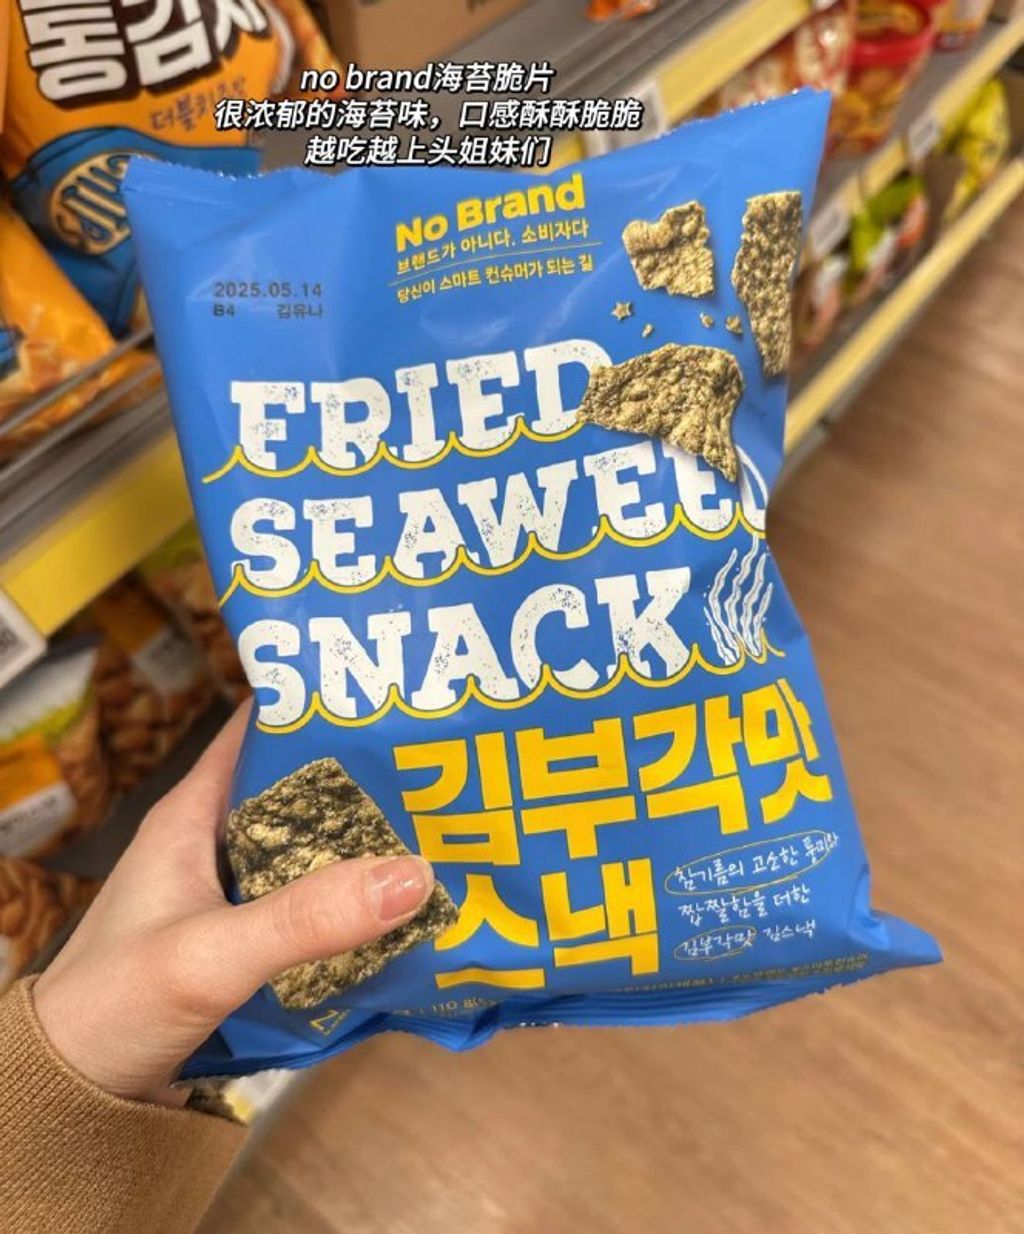 no brand海苔脆片
很浓郁的海苔味，口感酥酥脆脆
越吃越上头姐妹们
No Brand
브랜드가 아니다. 소비자다
당신이 스마트 컨슈머가 되는 길
2025.05.14
B4 김유나
FRIED
SEAWEED
SNACK
김부각맛
스낵
참기름의 고소한 풍미와
짭짤함을 더한
김부각맛 김스낵
110 g